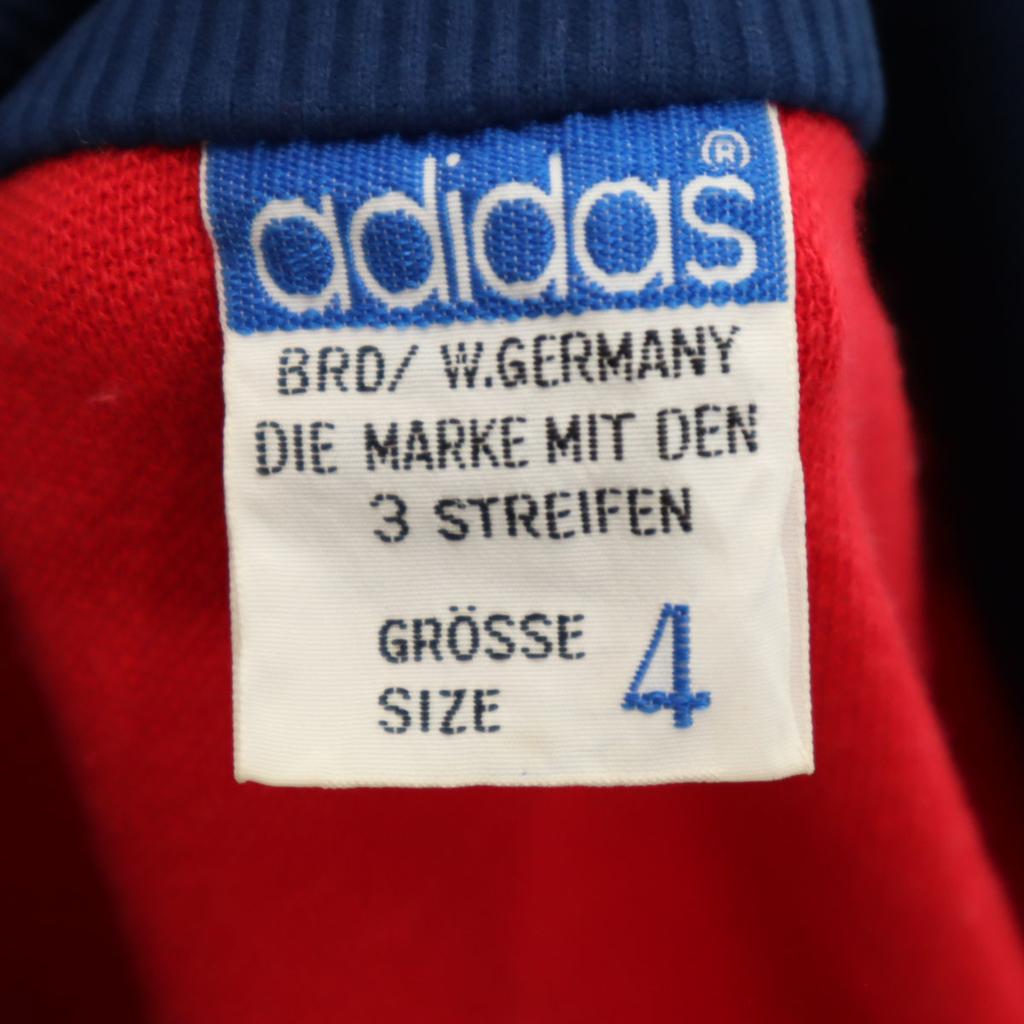 adidas®
BRD/ W.GERMANY
DIE MARKE MIT DEN
3 STREIFEN
GRÖSSE
SIZE 4